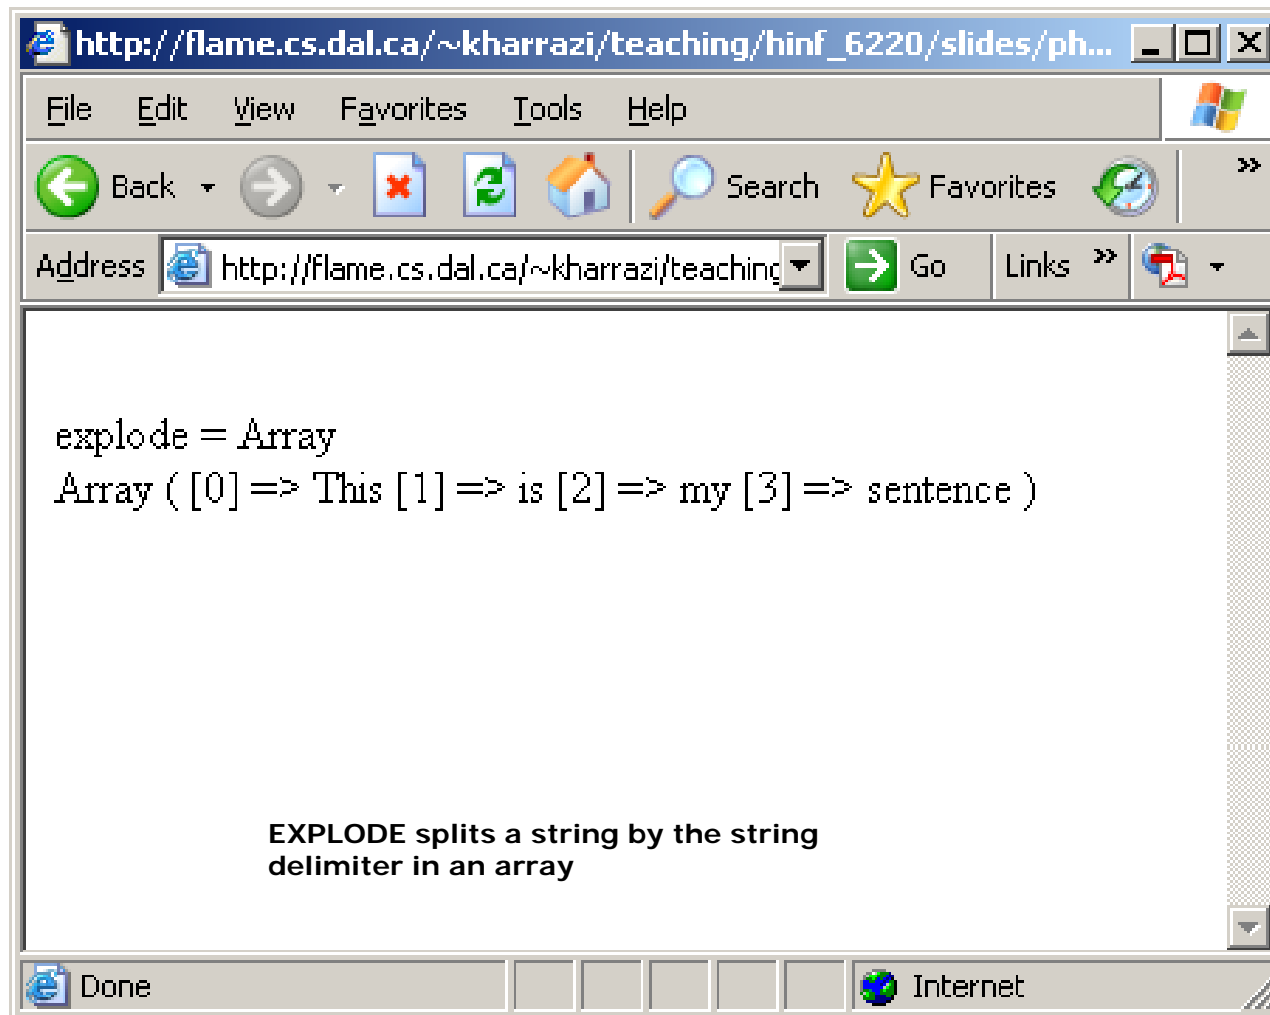 http://flame.cs.dal.ca/~kharrazi/teaching/hinf_6220/slides/ph...
File Edit View Favorites Tools Help
Back Search Favorites »
Address http://flame.cs.dal.ca/~kharrazi/teaching Go Links »
explode = Array
Array ( [0] => This [1] => is [2] => my [3] => sentence )
EXPLODE splits a string by the string
delimiter in an array
Done Internet